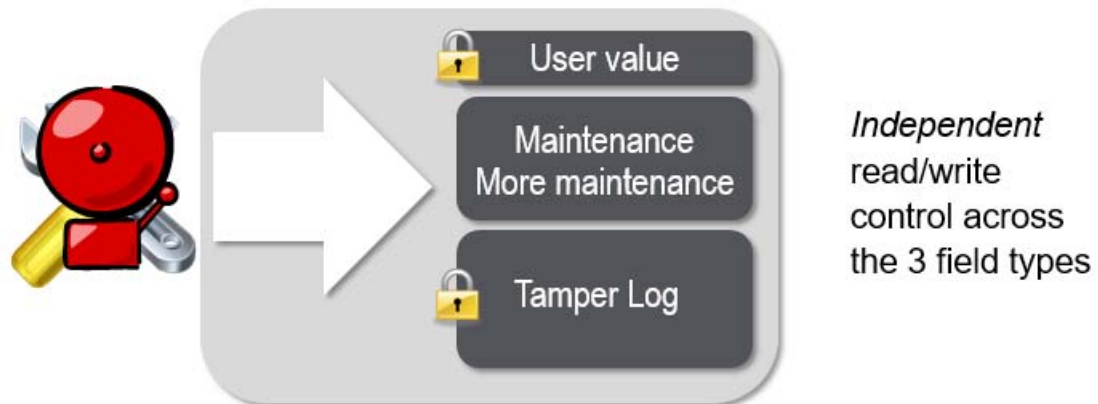 User value
Maintenance
More maintenance
Tamper Log
Independent
read/write
control across
the 3 field types